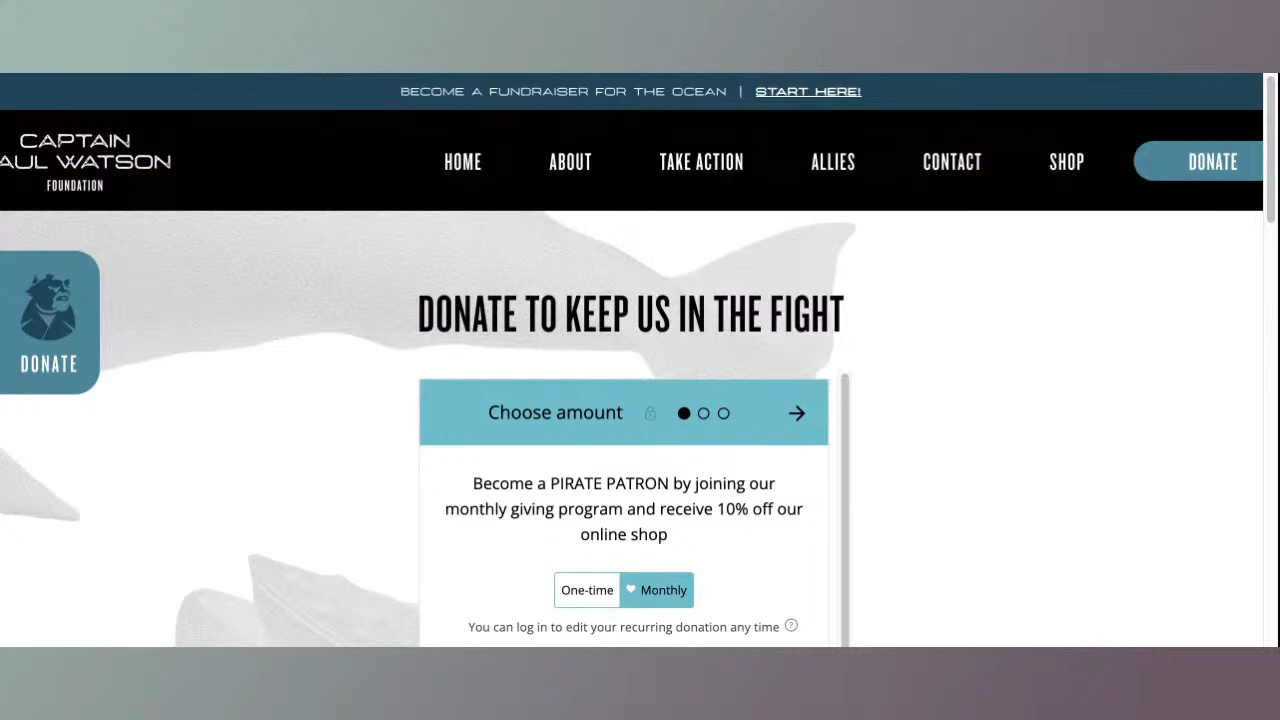 BECOME A FUNDRAISER FOR THE OCEAN | START HERE!
CAPTAIN
AUL WATSON
FOUNDATION
HOME ABOUT TAKE ACTION ALLIES CONTACT SHOP DONATE
DONATE
DONATE TO KEEP US IN THE FIGHT
Choose amount
Become a PIRATE PATRON by joining our
monthly giving program and receive 10% off our
online shop
One-time Monthly
You can log in to edit your recurring donation any time ?